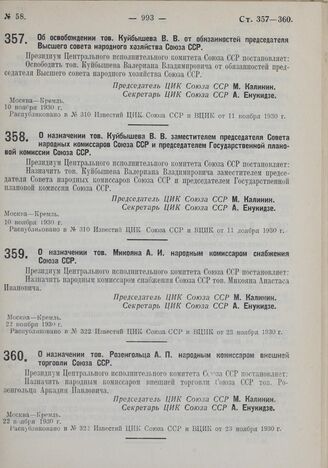 № 58. — 993 — Ст. 357—360.
357. Об освобождении тов. Куйбышева В. В. от обязанностей председателя
Высшего совета народного хозяйства Союза ССР.
Президиум Центрального исполнительного комитета Союза ССР постановляет:
Освободить тов. Куйбышева Валериана Владимировича от обязанностей пред-
седателя Высшего совета народного хозяйства Союза ССР.
Председатель ЦИК Союза ССР М. Калинин.
Секретарь ЦИК Союза ССР А. Енукидзе.
Москва—Кремль.
10 ноября 1930 г.
Распубликовано в № 310 Известий ЦИК Союза ССР и ВЦИК от 11 ноября 1930 г.
358. О назначении тов. Куйбышева В. В. заместителем председателя Совета
народных комиссаров Союза ССР и председателем Государственной плано-
вой комиссии Союза ССР.
Президиум Центрального исполнительного комитета Союза ССР постановляет:
Назначить тов. Куйбышева Валериана Владимировича заместителем предсе-
дателя Совета народных комиссаров Союза ССР и председателем Государственной
плановой комиссии Союза ССР.
Председатель ЦИК Союза ССР М. Калинин.
Секретарь ЦИК Союза ССР А. Енукидзе.
Москва—Кремль.
10 ноября 1930 г.
Распубликовано в № 310 Известий ЦИК Союза ССР и ВЦИК от 11 ноября 1930 г.
359. О назначении тов. Микояна А. И. народным комиссаром снабжения
Союза ССР.
Президиум Центрального исполнительного комитета Союза ССР постановляет:
Назначить народным комиссаром снабжения Союза ССР тов. Микояна Анастаса
Ивановича.
Председатель ЦИК Союза ССР М. Калинин.
Секретарь ЦИК Союза ССР А. Енукидзе.
Москва—Кремль.
22 ноября 1930 г.
Распубликовано в № 322 Известий ЦИК Союза ССР и ВЦИК от 23 ноября 1930 г.
360. О назначении тов. Розенгольца А. П. народным комиссаром внешней
торговли Союза ССР.
Президиум Центрального исполнительного комитета Союза ССР постановляет:
Назначить народным комиссаром внешней торговли Союза ССР тов. Ро-
зенгольца Аркадия Павловича.
Председатель ЦИК Союза ССР М. Калинин.
Секретарь ЦИК Союза ССР А. Енукидзе.
Москва—Кремль.
22 ноября 1930 г.
Распубликовано в № 322 Известий ЦИК Союза ССР и ВЦИК от 23 ноября 1930 г.